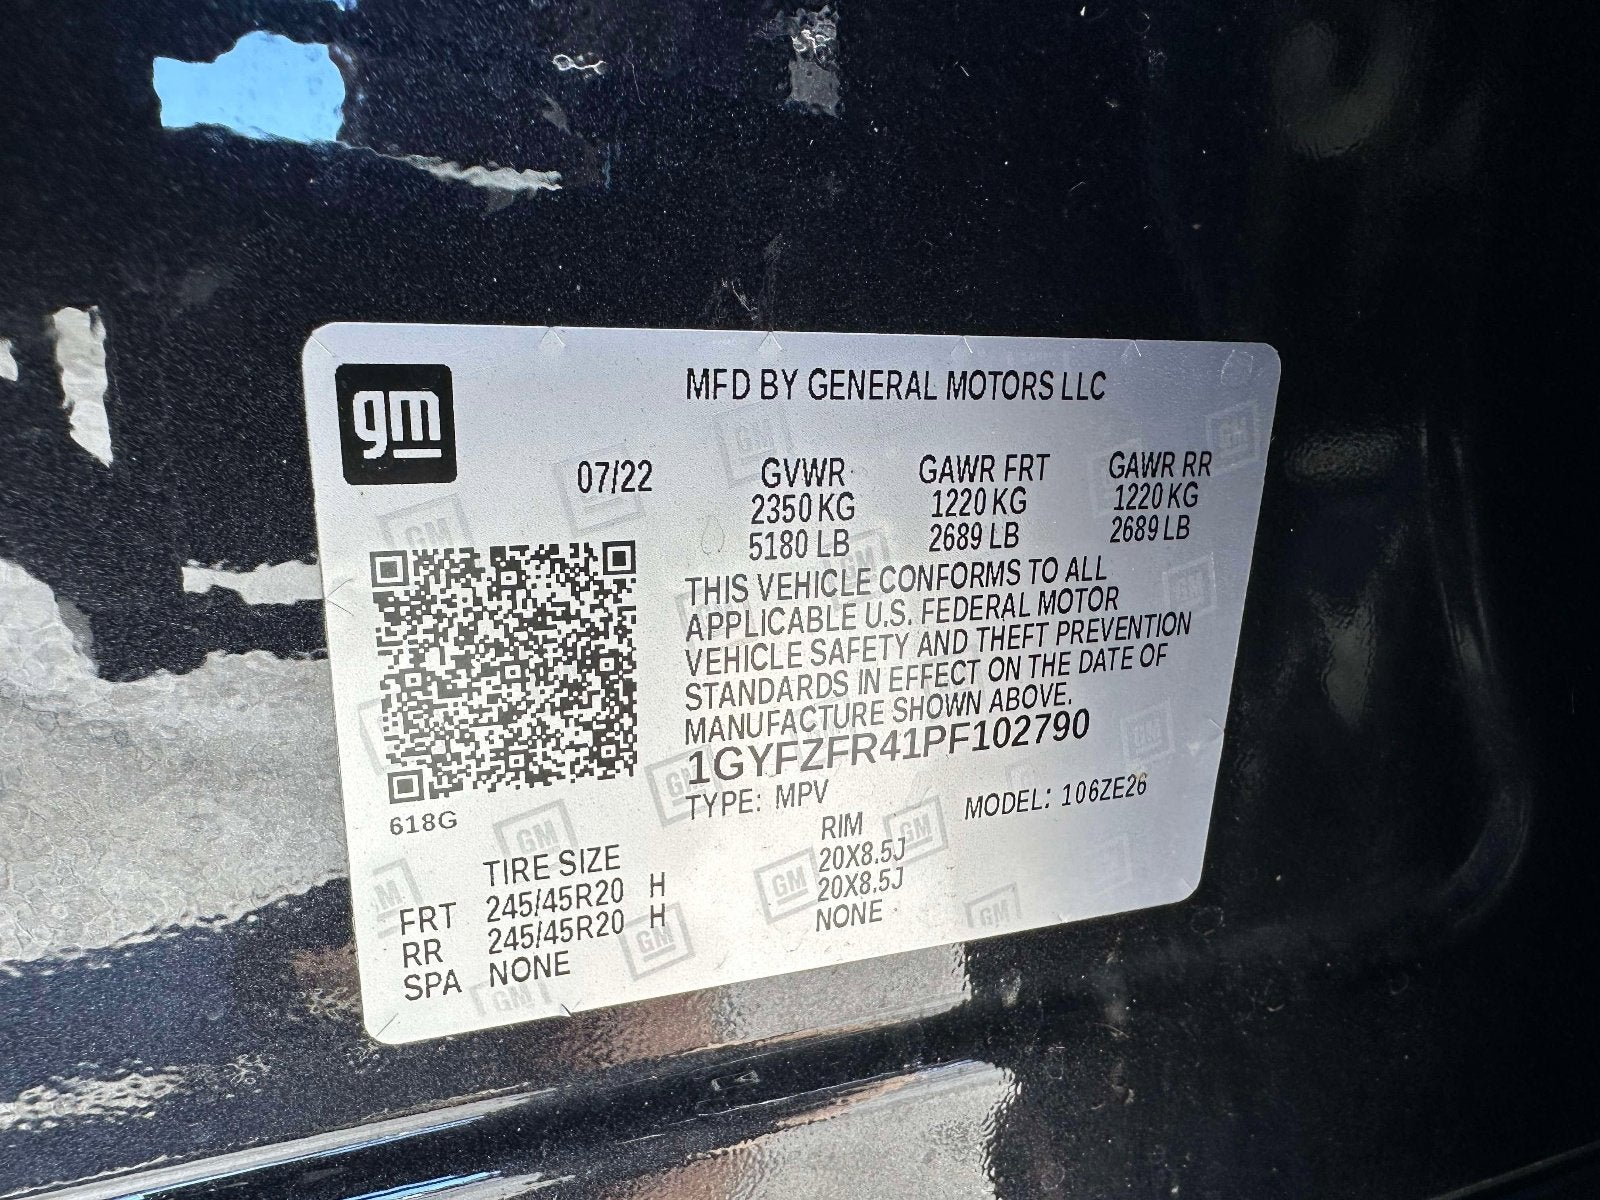 gm
MFD BY GENERAL MOTORS LLC
07/22 GVWR GAWR FRT GAWR RR
2350 KG 1220 KG 1220 KG
5180 LB 2689 LB 2689 LB
THIS VEHICLE CONFORMS TO ALL
APPLICABLE U.S. FEDERAL MOTOR
VEHICLE SAFETY AND THEFT PREVENTION
STANDARDS IN EFFECT ON THE DATE OF
MANUFACTURE SHOWN ABOVE.
1GYFZFR41PF102790
TYPE: MPV MODEL: 106ZE26
618G
TIRE SIZE RIM
FRT 245/45R20 H 20X8.5J
RR 245/45R20 H 20X8.5J
SPA NONE NONE